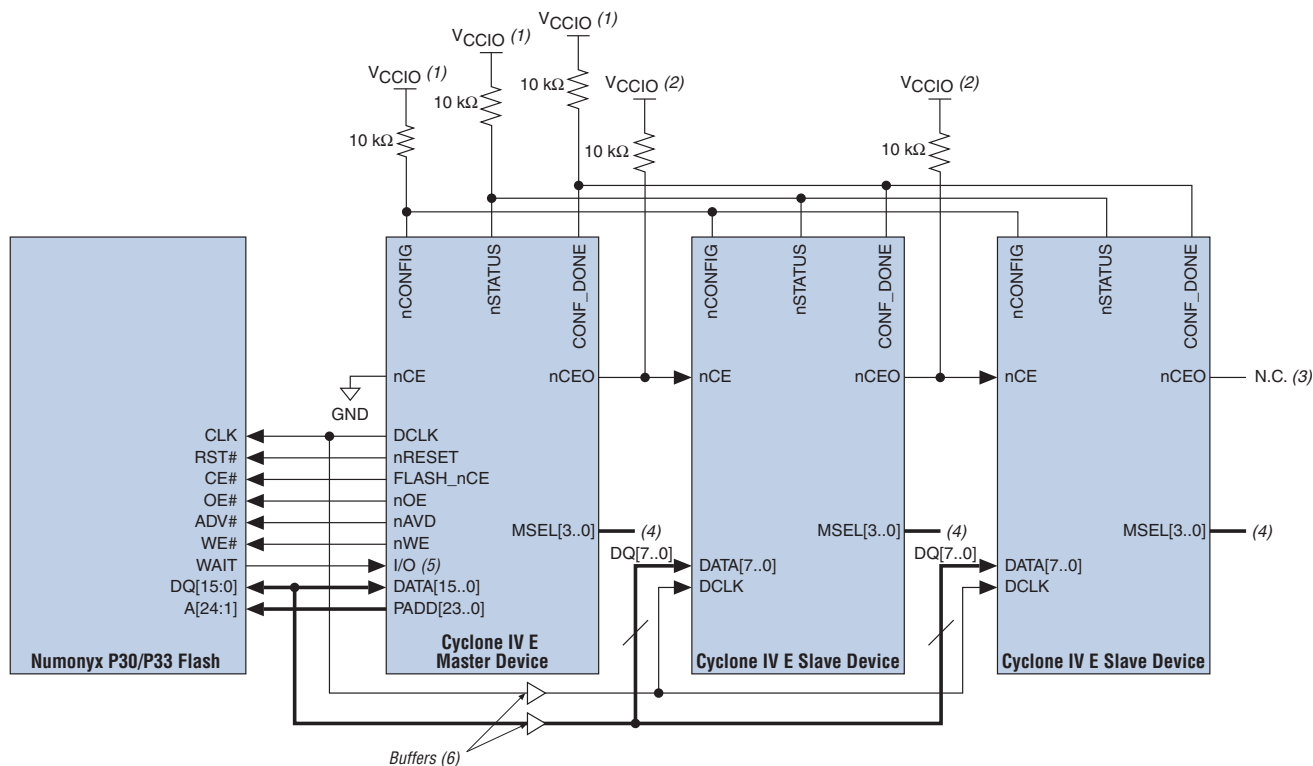 VCCIO (1)
VCCIO (1)
VCCIO (1)
VCCIO (2)
VCCIO (2)
10 kΩ
10 kΩ
10 kΩ
10 kΩ
10 kΩ
nCONFIG
nSTATUS
CONF_DONE
nCONFIG
nSTATUS
CONF_DONE
nCONFIG
nSTATUS
CONF_DONE
nCE
nCEO
nCE
nCEO
nCE
nCEO
N.C. (3)
GND
CLK
DCLK
RST#
nRESET
CE#
FLASH_nCE
OE#
nOE
ADV#
nAVD
WE#
nWE
WAIT
I/O (5)
DQ[15:0]
DATA[15..0]
A[24:1]
PADD[23..0]
MSEL[3..0]
(4)
MSEL[3..0]
(4)
MSEL[3..0]
(4)
DQ[7..0]
DATA[7..0]
DCLK
DQ[7..0]
DATA[7..0]
DCLK
Numonyx P30/P33 Flash
Cyclone IV E
Master Device
Cyclone IV E Slave Device
Cyclone IV E Slave Device
Buffers (6)